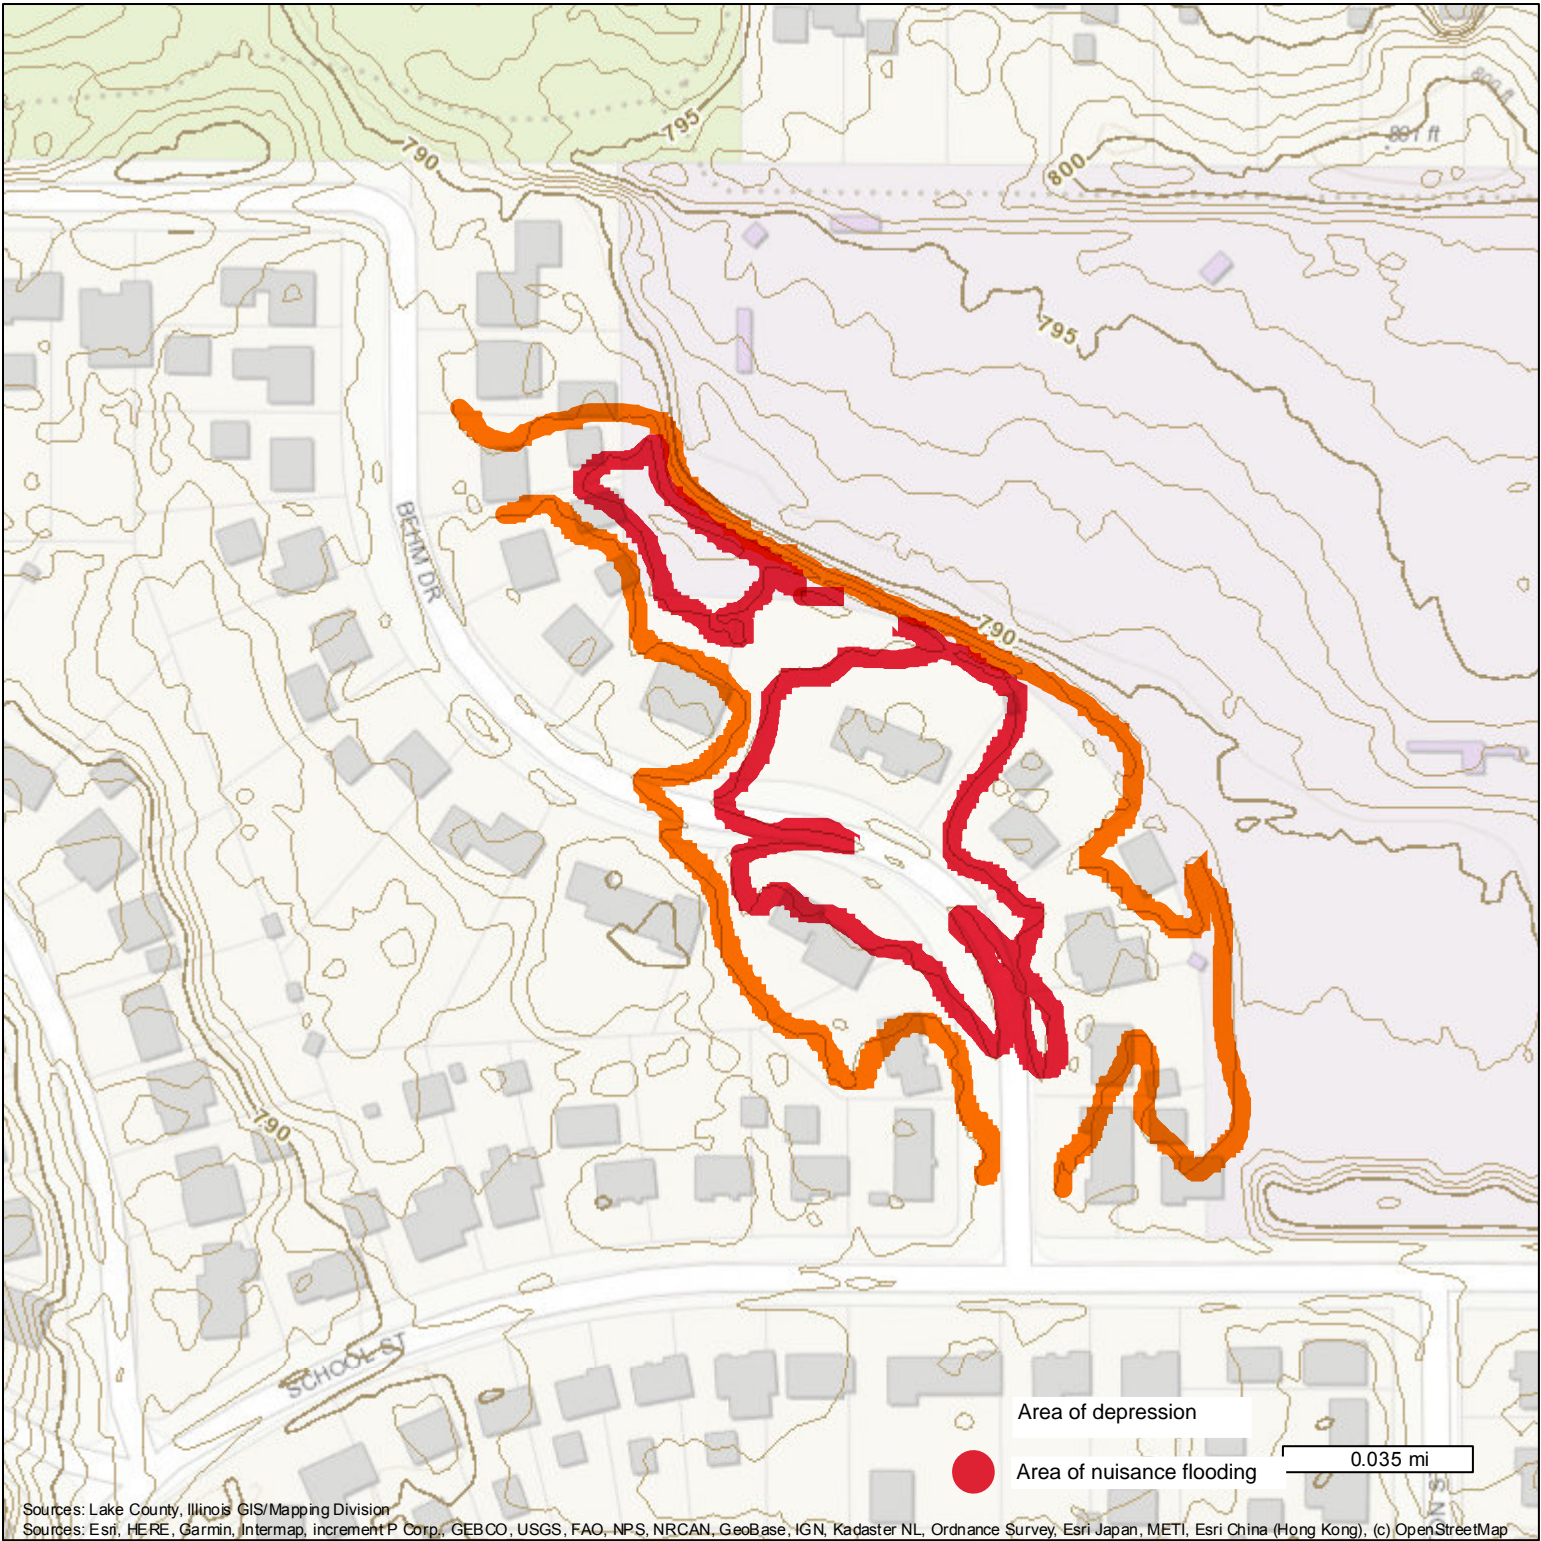 800 ft
795
801 ft
790
800
795
BEHM DR
790
790
SCHOOL ST
Area of depression
Area of nuisance flooding
0.035 mi
Sources: Lake County, Illinois GIS/Mapping Division
Sources: Esri, HERE, Garmin, Intermap, increment P Corp., GEBCO, USGS, FAO, NPS, NRCAN, GeoBase, IGN, Kadaster NL, Ordnance Survey, Esri Japan, METI, Esri China (Hong Kong), (c) OpenStreetMap